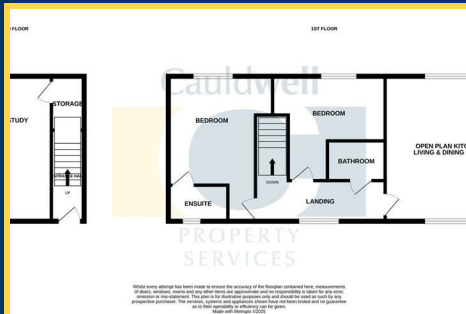 D FLOOR
1ST FLOOR
Cauldwell
STORAGE
TUDY
ENTRANCE HALL
UP
BEDROOM
BEDROOM
BATHROOM
DOWN
ENSUITE
LANDING
OPEN PLAN KITC
LIVING & DINING
PROPERTY
SERVICES
Whilst every attempt has been made to ensure the accuracy of the floorplan contained here, measurements
of doors, windows, rooms and any other items are approximate and no responsibility is taken for any error,
omission or mis-statement. This plan is for illustrative purposes only and should be used as such by any
prospective purchaser. The services, systems and appliances shown have not been tested and no guarantee
as to their operability or efficiency can be given.
Made with Metropix ©2025